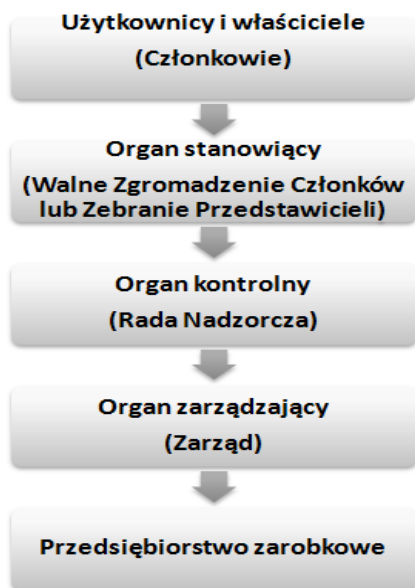 Użytkownicy i właściciele
(Członkowie)
Organ stanowiący
(Walne Zgromadzenie Członków
lub Zebranie Przedstawicieli)
Organ kontrolny
(Rada Nadzorcza)
Organ zarządzający
(Zarząd)
Przedsiębiorstwo zarobkowe